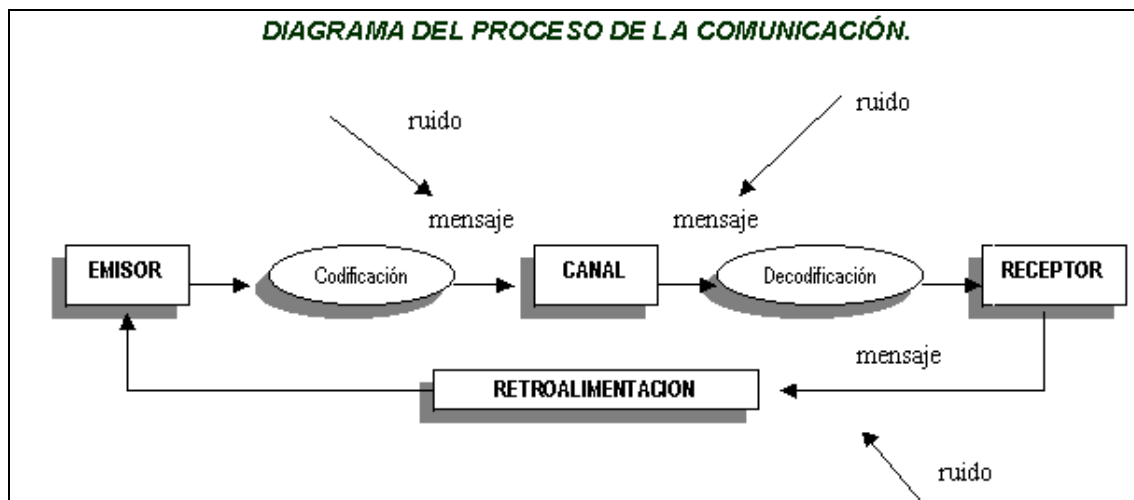 DIAGRAMA DEL PROCESO DE LA COMUNICACIÓN.
ruido
ruido
mensaje
mensaje
EMISOR
Codificación
CANAL
Decodificación
RECEPTOR
mensaje
RETROALIMENTACION
ruido